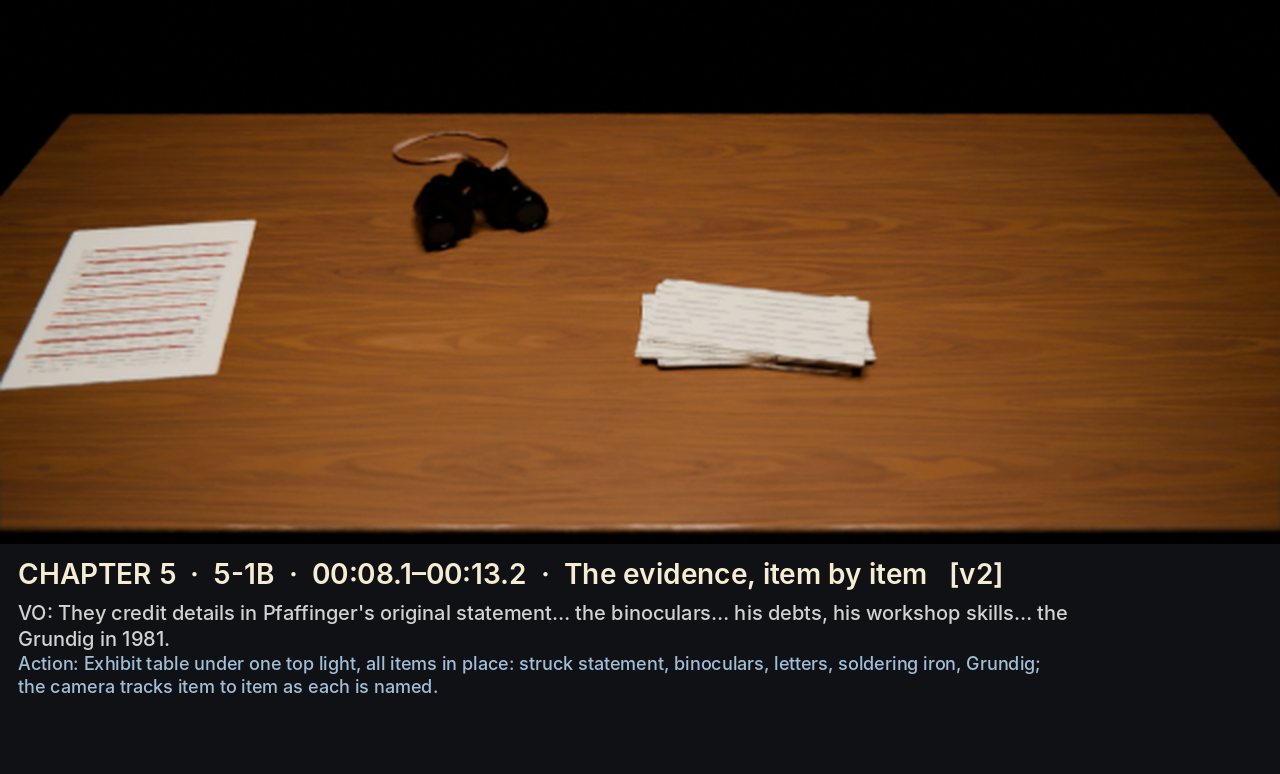 CHAPTER 5 · 5-1B · 00:08.1–00:13.2 · The evidence, item by item [v2]
VO: They credit details in Pfaffinger's original statement... the binoculars... his debts, his workshop skills... the
Grundig in 1981.
Action: Exhibit table under one top light, all items in place: struck statement, binoculars, letters, soldering iron, Grundig;
the camera tracks item to item as each is named.